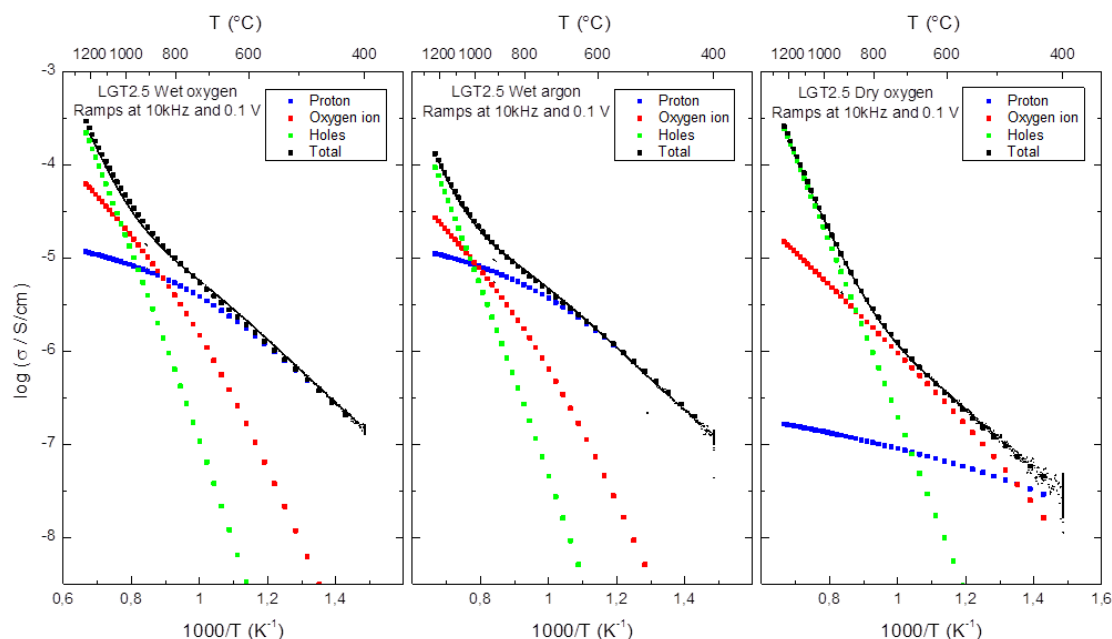 T (°C)
T (°C)
T (°C)
1200 1000 800 600 400
1200 1000 800 600 400
1200 1000 800 600 400
-3
-4
-5
-6
-7
-8
log (σ / S/cm)
LGT2.5 Wet oxygen
Ramps at 10kHz and 0.1 V
Proton
Oxygen ion
Holes
Total
LGT2.5 Wet argon
Ramps at 10kHz and 0.1 V
Proton
Oxygen ion
Holes
Total
LGT2.5 Dry oxygen
Ramps at 10kHz and 0.1 V
Proton
Oxygen ion
Holes
Total
0,6 0,8 1 1,2 1,4
0,8 1 1,2 1,4
0,8 1 1,2 1,4 1,6
1000/T (K⁻¹)
1000/T (K⁻¹)
1000/T (K⁻¹)